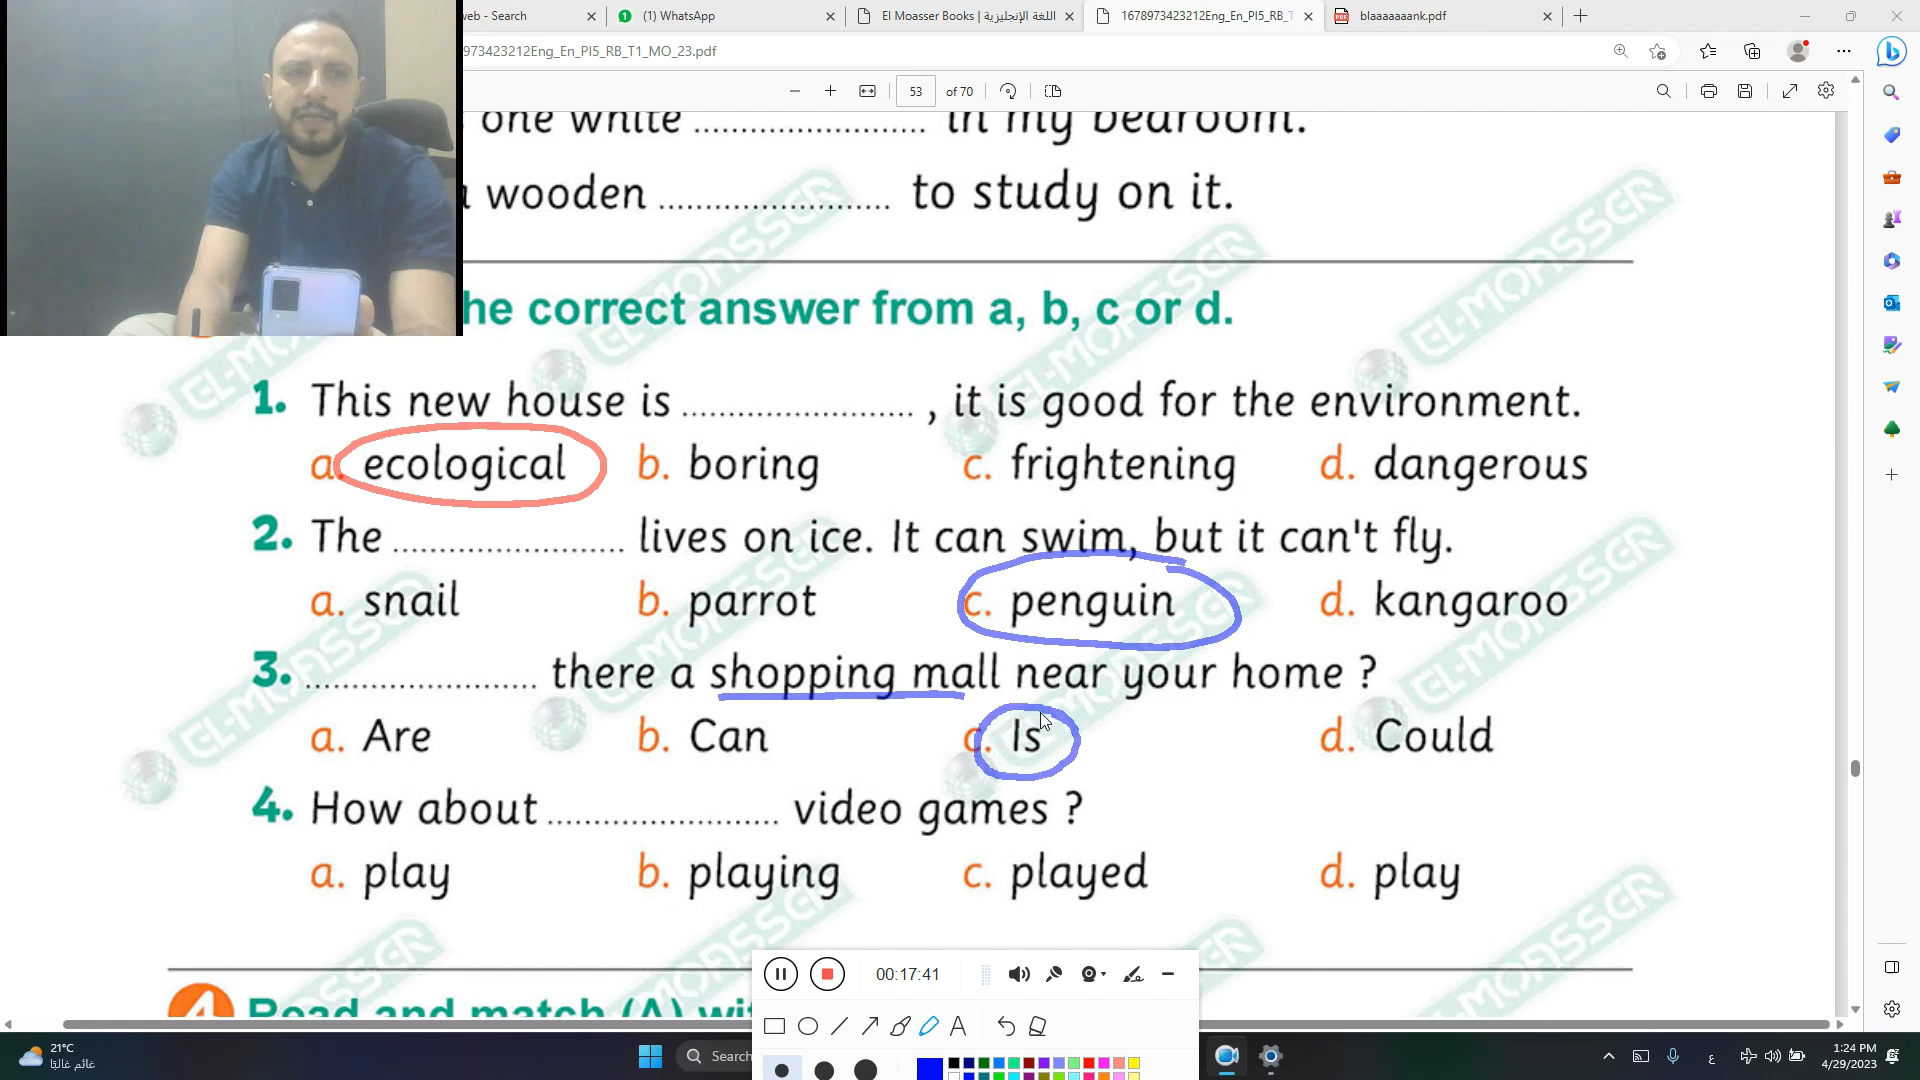 web - Search
(1) WhatsApp
El Moasser Books | اللغة الإنجليزية
1678973423212Eng_En_PI5_RB_T
blaaaaaank.pdf
973423212Eng_En_PI5_RB_T1_MO_23.pdf
53 of 70
one white ........................ in my bedroom.
wooden ........................ to study on it.
he correct answer from a, b, c or d.
1. This new house is ........................ , it is good for the environment.
a. ecological b. boring c. frightening d. dangerous
2. The ........................ lives on ice. It can swim, but it can't fly.
a. snail b. parrot c. penguin d. kangaroo
3. ........................ there a shopping mall near your home ?
a. Are b. Can c. Is d. Could
4. How about ........................ video games ?
a. play b. playing c. played d. play
EL-MOASSER
00:17:41
4 Read and match (A) wit
A
21°C
غائم غالبًا
Search
ع
1:24 PM
4/29/2023